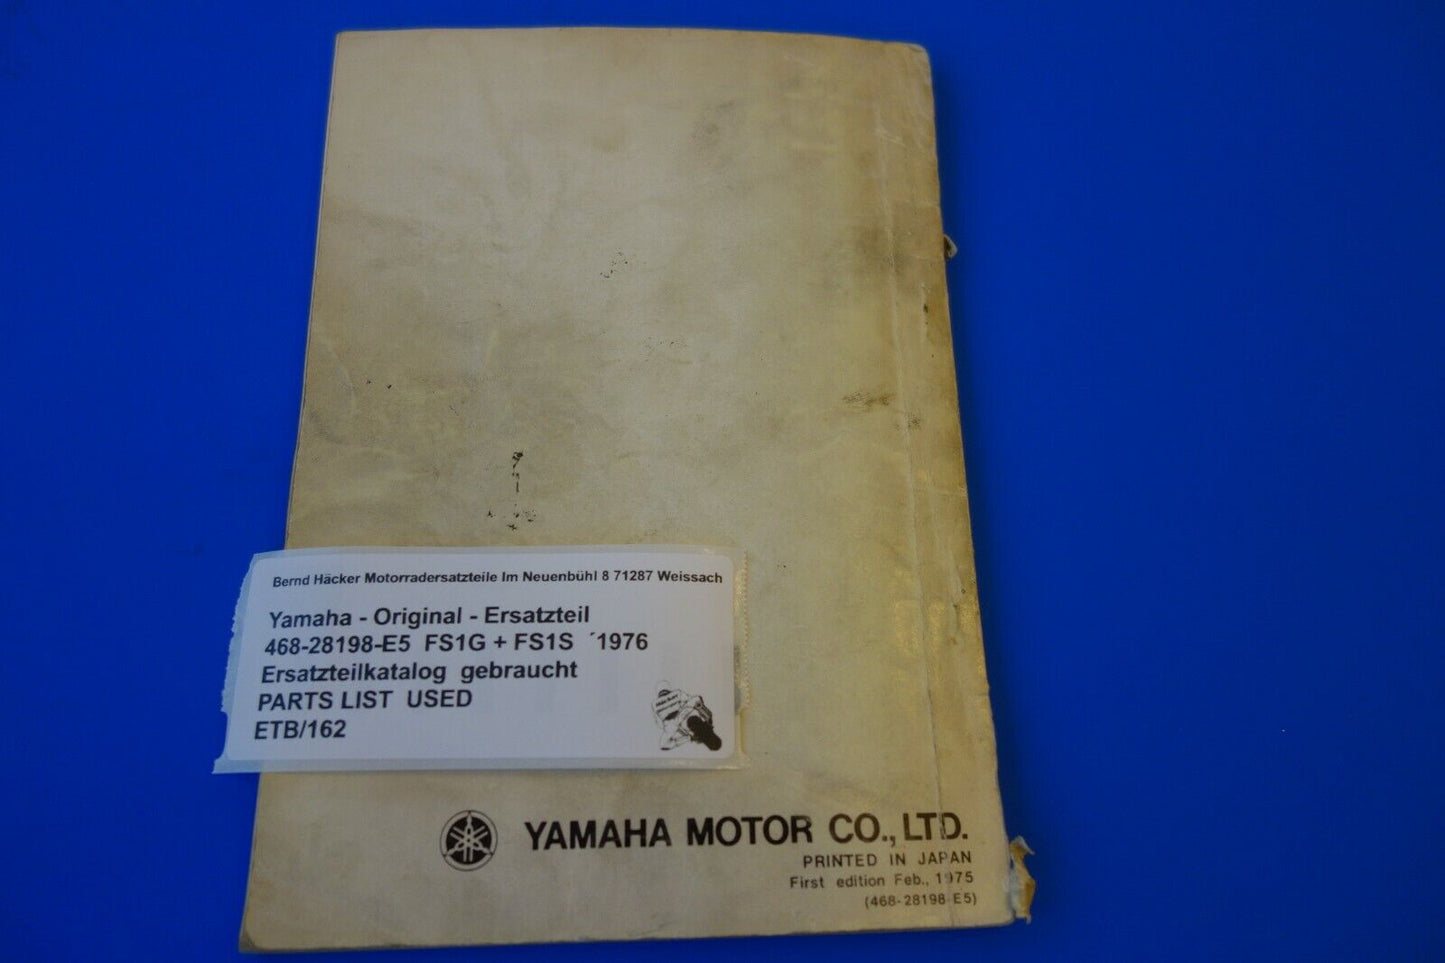 Bernd Häcker Motorradersatzteile Im Neuenbühl 8 71287 Weissach
Yamaha - Original - Ersatzteil
468-28198-E5 FS1G + FS1S ´1976
Ersatzteilkatalog gebraucht
PARTS LIST USED
ETB/162
YAMAHA MOTOR CO., LTD.
PRINTED IN JAPAN
First edition Feb., 1975
(468-28198-E5)